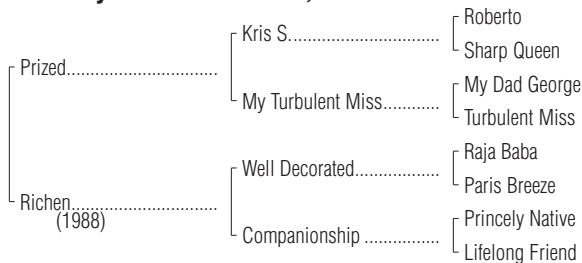 Roberto
Kris S.................................
Sharp Queen
Prized.................................
My Dad George
My Turbulent Miss............
Turbulent Miss
Raja Baba
Well Decorated..................
Paris Breeze
Richen...............................
(1988)
Princely Native
Companionship ................
Lifelong Friend